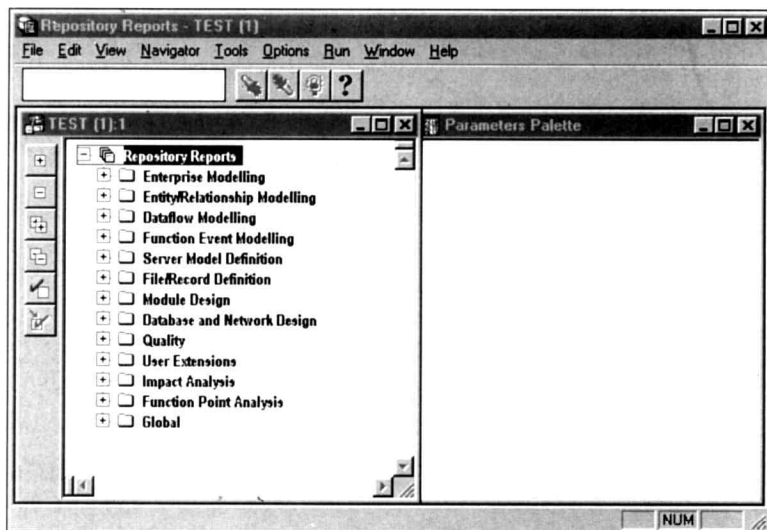 Repository Reports - TEST (1)
File Edit View Navigator Tools Options Run Window Help
?
TEST (1):1
Parameters Palette
Repository Reports
Enterprise Modelling
Entity/Relationship Modelling
Dataflow Modelling
Function Event Modelling
Server Model Definition
File/Record Definition
Module Design
Database and Network Design
Quality
User Extensions
Impact Analysis
Function Point Analysis
Global
NUM